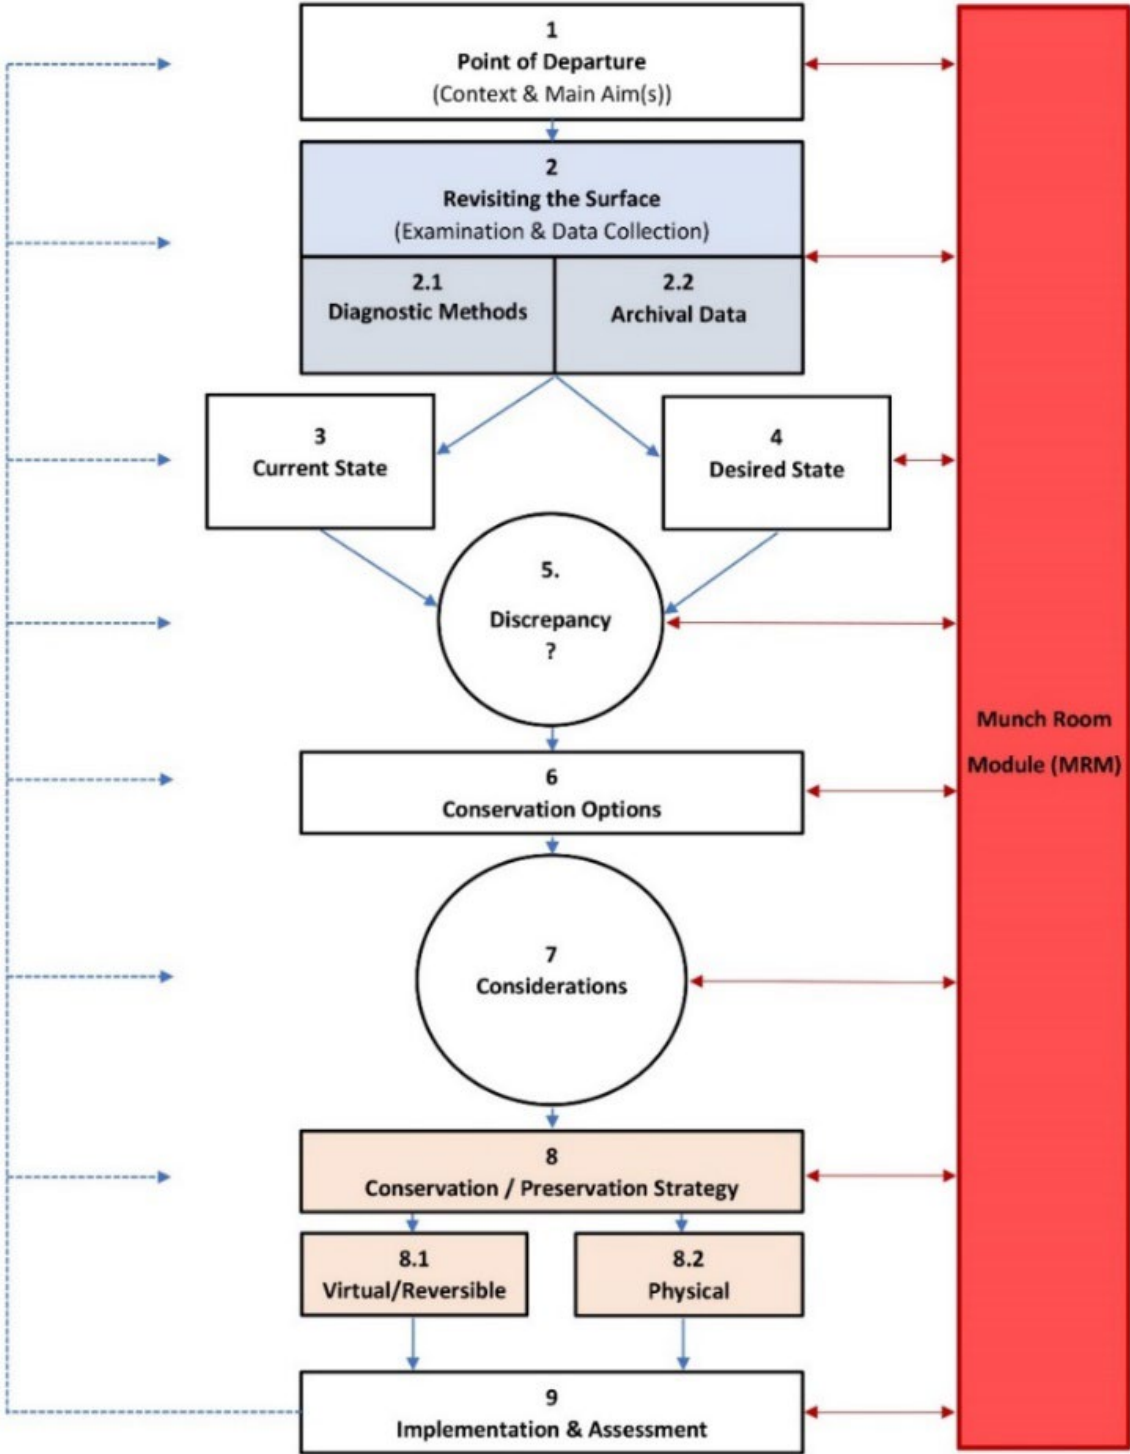 1
Point of Departure
(Context & Main Aim(s))
2
Revisiting the Surface
(Examination & Data Collection)
2.1
Diagnostic Methods
2.2
Archival Data
3
Current State
4
Desired State
5.
Discrepancy
?
6
Conservation Options
7
Considerations
8
Conservation / Preservation Strategy
8.1
Virtual/Reversible
8.2
Physical
9
Implementation & Assessment
Munch Room
Module (MRM)